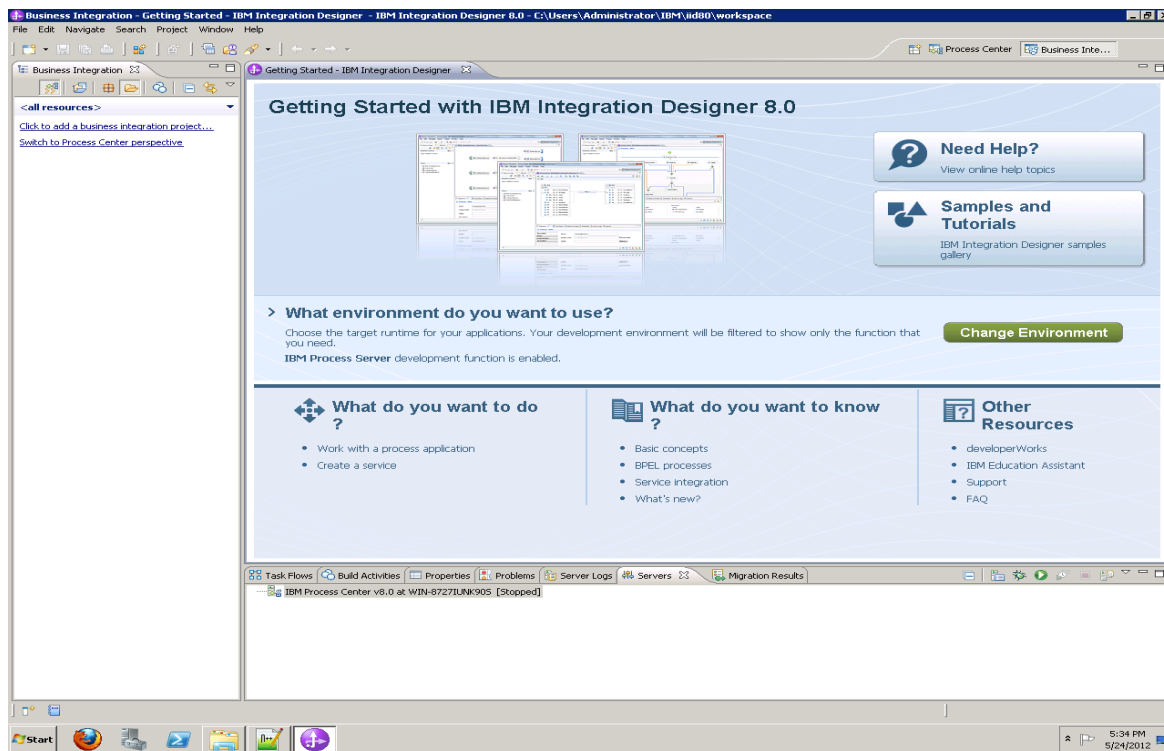 Business Integration - Getting Started - IBM Integration Designer - IBM Integration Designer 8.0 - C:\Users\Administrator\IBM\iid80\workspace
File Edit Navigate Search Project Window Help
Process Center
Business Inte...
Business Integration
<all resources>
Click to add a business integration project...
Switch to Process Center perspective
Getting Started - IBM Integration Designer
Getting Started with IBM Integration Designer 8.0
Need Help?
View online help topics
Samples and
Tutorials
IBM Integration Designer samples
gallery
What environment do you want to use?
Choose the target runtime for your applications. Your development environment will be filtered to show only the function that
you need.
IBM Process Server development function is enabled.
Change Environment
What do you want to do
?
• Work with a process application
• Create a service
What do you want to know
?
• Basic concepts
• BPEL processes
• Service integration
• What's new?
Other
Resources
• developerWorks
• IBM Education Assistant
• Support
• FAQ
Task Flows Build Activities Properties Problems Server Logs Servers Migration Results
IBM Process Center v8.0 at WIN-8727IUNK90S [Stopped]
Start
5:34 PM
5/24/2012